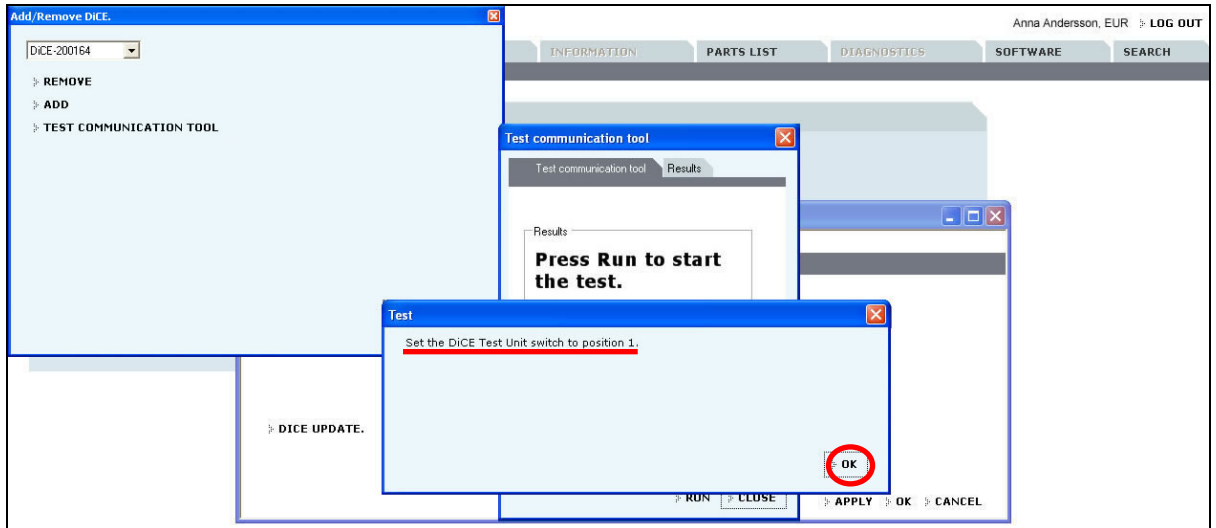 Add/Remove DiCE.
Anna Andersson, EUR LOG OUT
DiCE-200164
INFORMATION PARTS LIST DIAGNOSTICS SOFTWARE SEARCH
REMOVE
ADD
TEST COMMUNICATION TOOL
Test communication tool
Test communication tool Results
Results
Press Run to start
the test.
Test
Set the DiCE Test Unit switch to position 1.
DICE UPDATE.
OK
RUN CLOSE
APPLY OK CANCEL